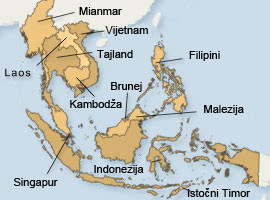 Mianmar
Vijetnam
Tajland
Filipini
Laos
Brunej
Kambodža
Malezija
Indonezija
Singapur
Istočni Timor